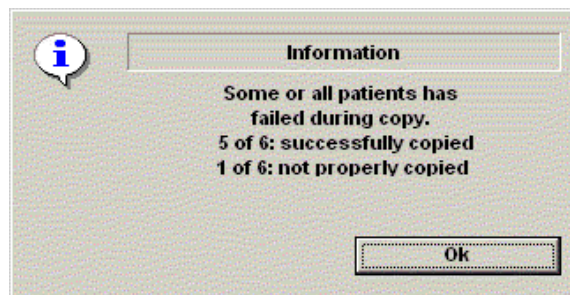 Information
Some or all patients has
failed during copy.
5 of 6: successfully copied
1 of 6: not properly copied
Ok